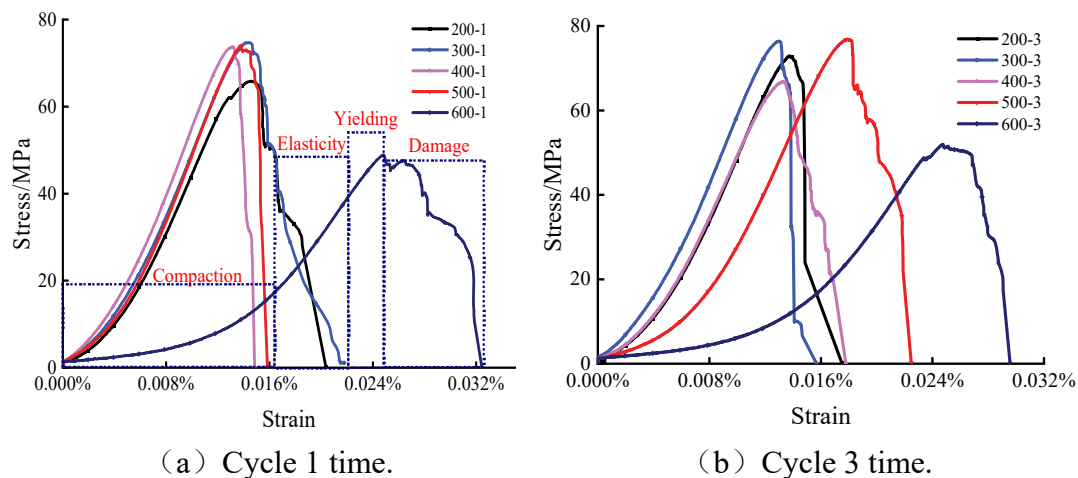 80
60
40
20
0
Stress/MPa
200-1
300-1
400-1
500-1
600-1
Yielding
Elasticity
Damage
Compaction
0.000% 0.008% 0.016% 0.024% 0.032%
Strain
(a) Cycle 1 time.
80
60
40
20
0
Stress/MPa
200-3
300-3
400-3
500-3
600-3
0.000% 0.008% 0.016% 0.024% 0.032%
Strain
(b) Cycle 3 time.